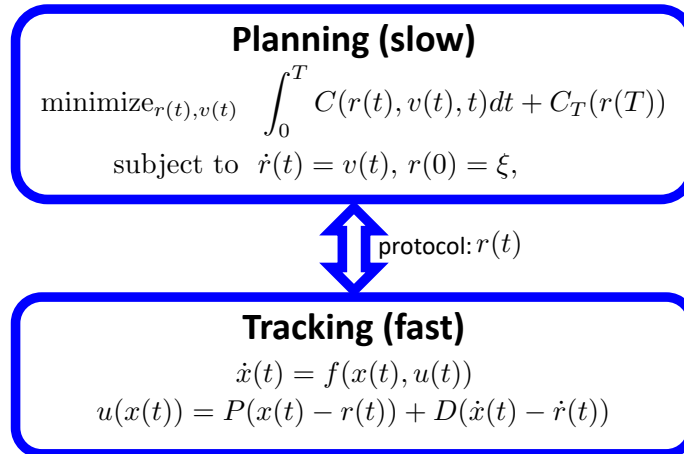 Planning (slow)
minimize_{r(t),v(t)} ∫_0^T C(r(t), v(t), t)dt + C_T(r(T))
subject to ṙ(t) = v(t), r(0) = ξ,
protocol: r(t)
Tracking (fast)
ẋ(t) = f(x(t), u(t))
u(x(t)) = P(x(t) − r(t)) + D(ẋ(t) − ṙ(t))